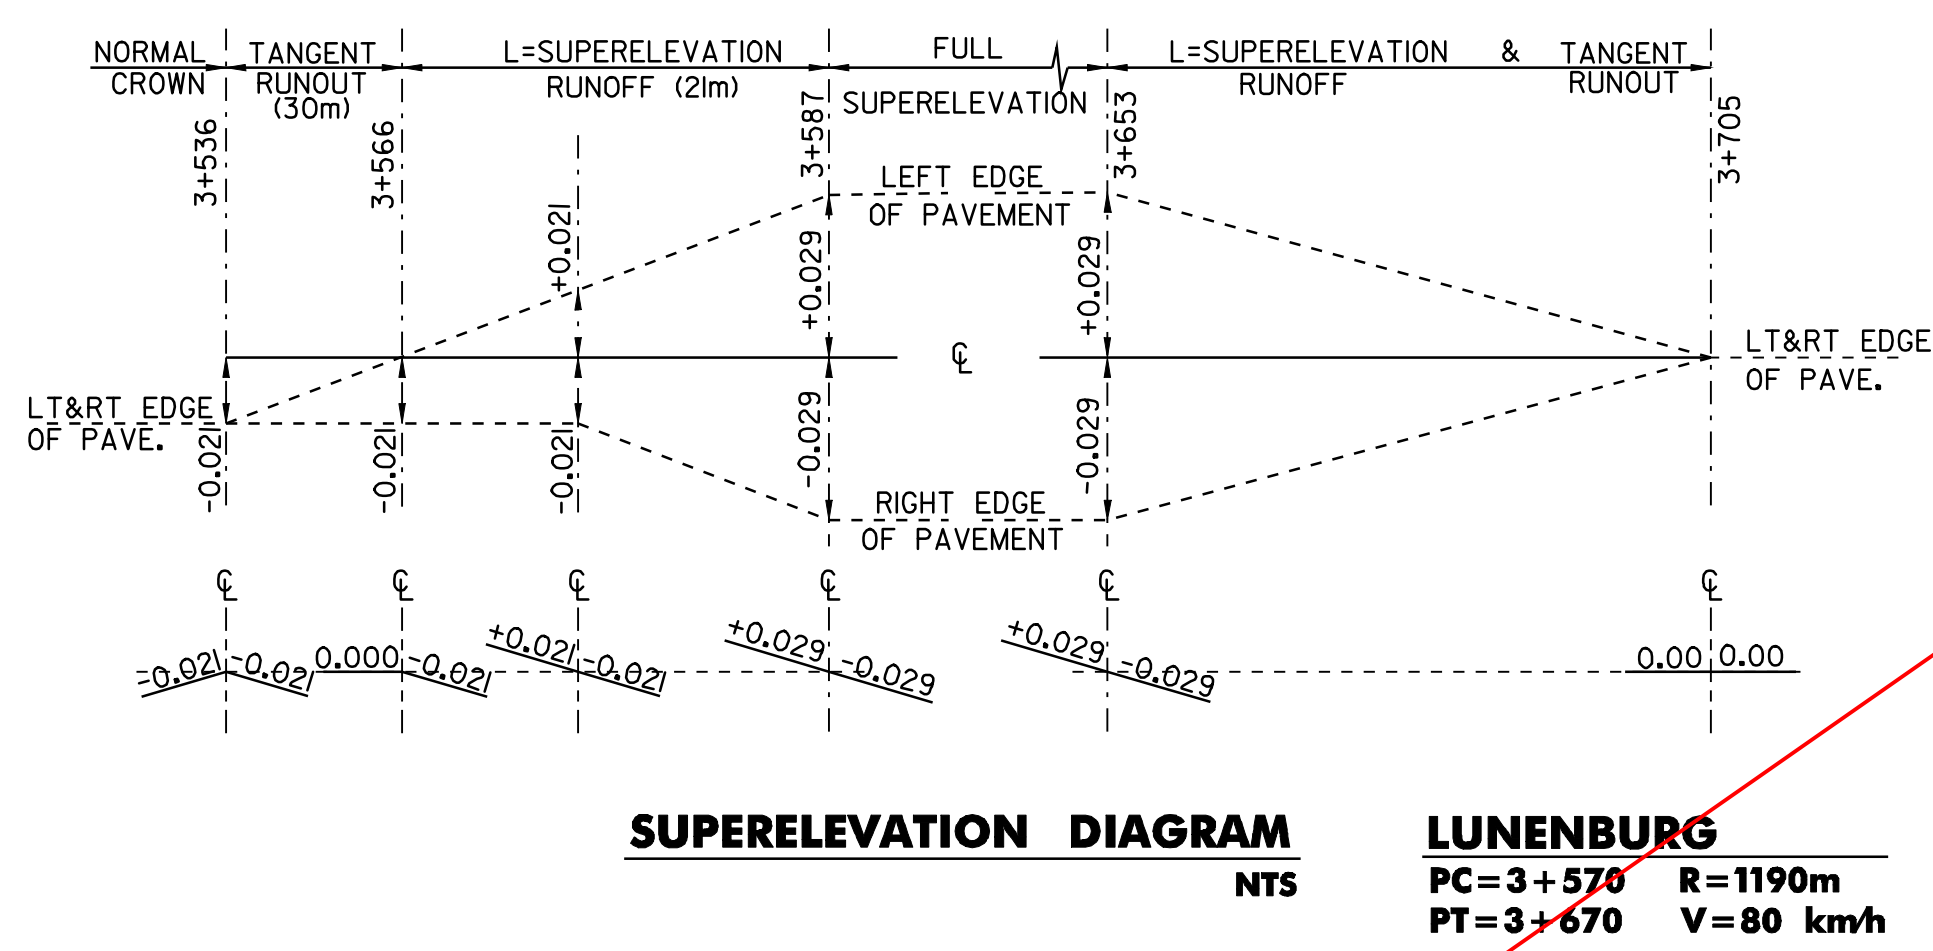 NORMAL CROWN
TANGENT RUNOUT (30m)
L=SUPERELEVATION RUNOFF (21m)
FULL SUPERELEVATION
L=SUPERELEVATION & TANGENT
RUNOFF RUNOUT
3+536
3+566
3+587
3+653
3+705
LEFT EDGE
OF PAVEMENT
+0.021
+0.029
+0.029
℄
LT&RT EDGE
OF PAVE.
LT&RT EDGE
OF PAVE.
-0.021
-0.021
-0.021
-0.029
-0.029
RIGHT EDGE
OF PAVEMENT
℄ ℄ ℄ ℄ ℄ ℄
-0.021 -0.021
0.000 -0.021
+0.021 -0.021
+0.029 -0.029
+0.029 -0.029
0.00 0.00
SUPERELEVATION DIAGRAM
NTS
LUNENBURG
PC=3+570 R=1190m
PT=3+670 V=80 km/h